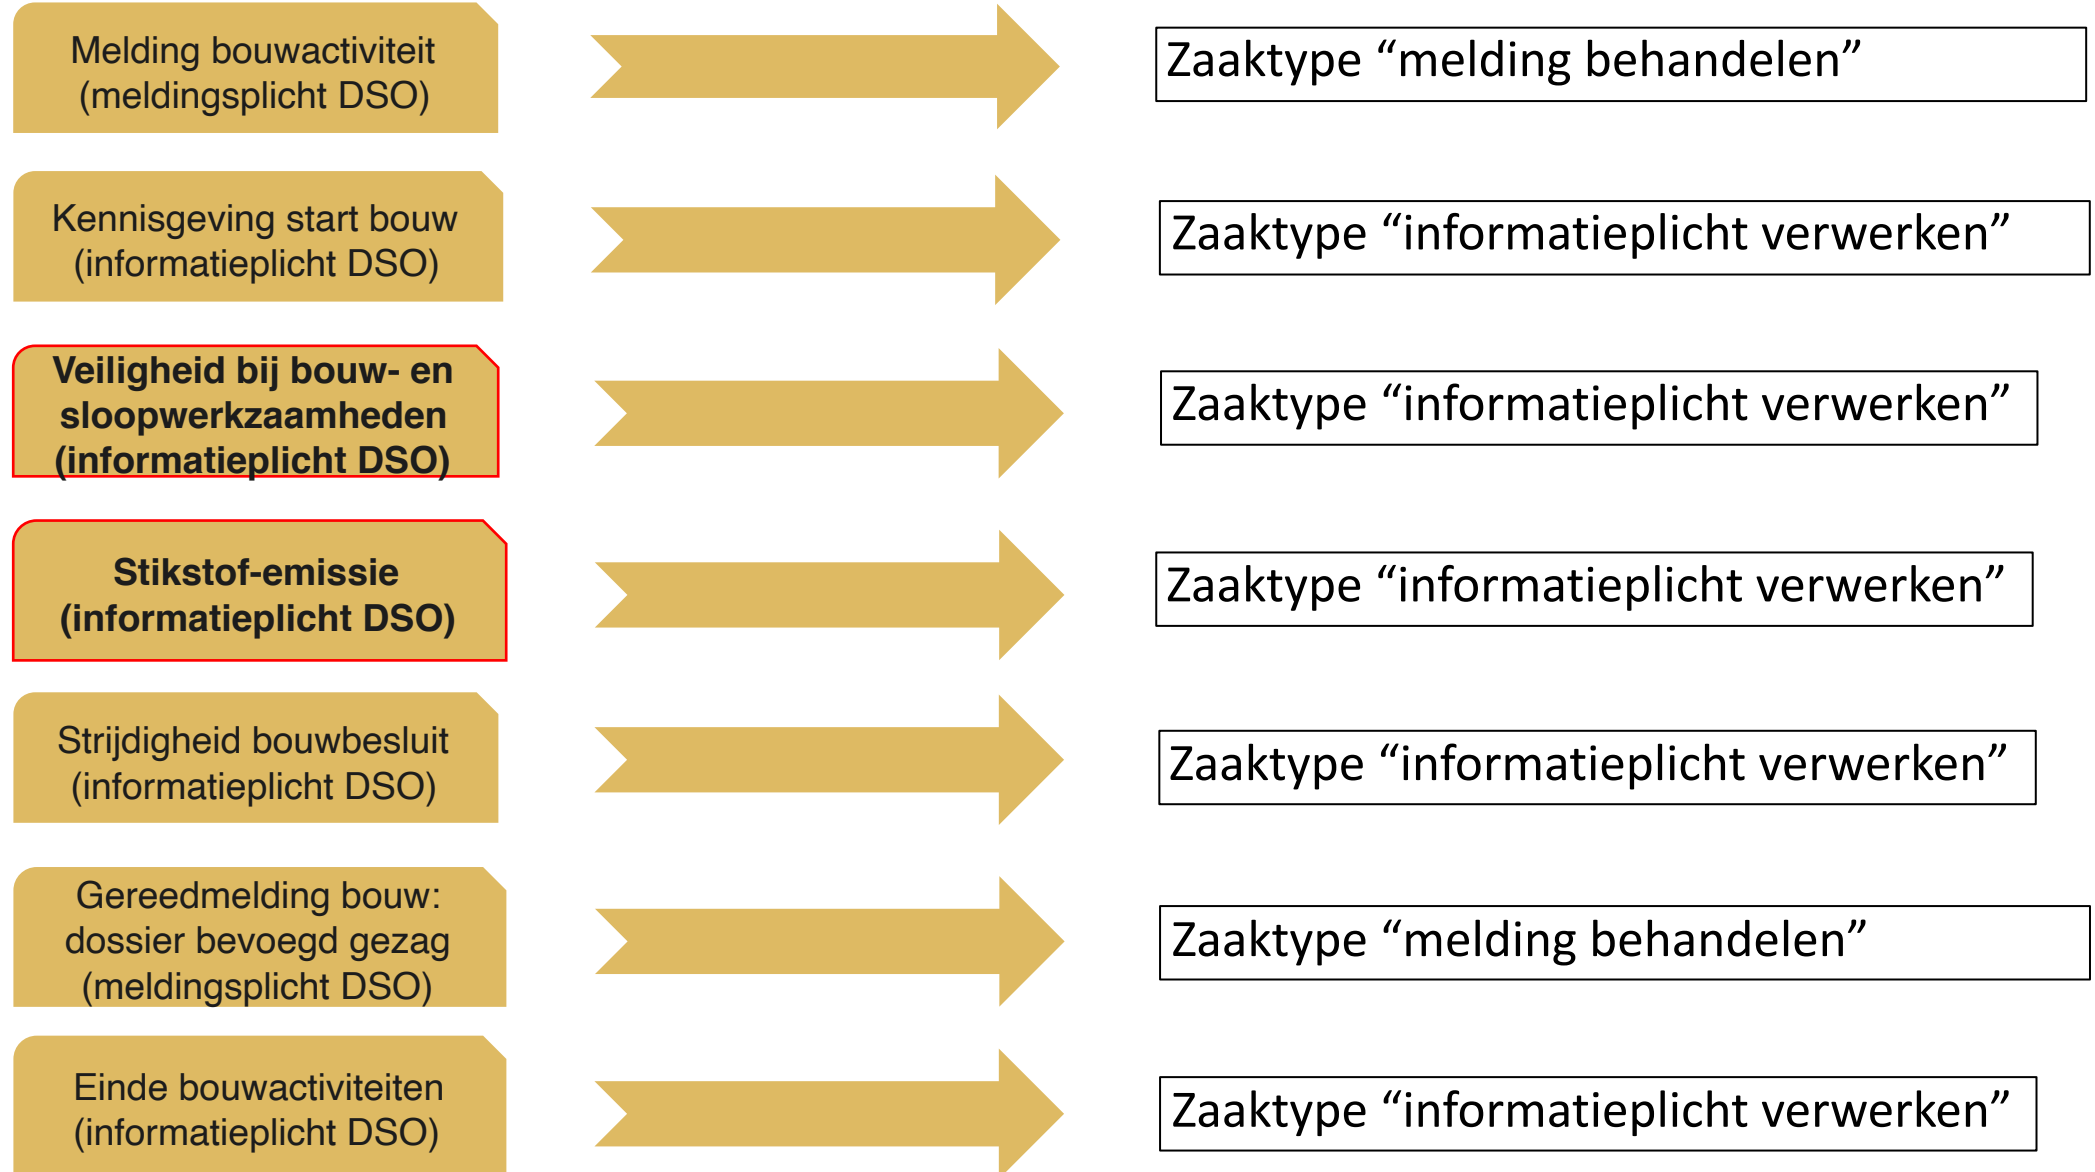 Melding bouwactiviteit
(meldingsplicht DSO)
Zaaktype “melding behandelen”
Kennisgeving start bouw
(informatieplicht DSO)
Zaaktype “informatieplicht verwerken”
Veiligheid bij bouw- en
sloopwerkzaamheden
(informatieplicht DSO)
Zaaktype “informatieplicht verwerken”
Stikstof-emissie
(informatieplicht DSO)
Zaaktype “informatieplicht verwerken”
Strijdigheid bouwbesluit
(informatieplicht DSO)
Zaaktype “informatieplicht verwerken”
Gereedmelding bouw:
dossier bevoegd gezag
(meldingsplicht DSO)
Zaaktype “melding behandelen”
Einde bouwactiviteiten
(informatieplicht DSO)
Zaaktype “informatieplicht verwerken”